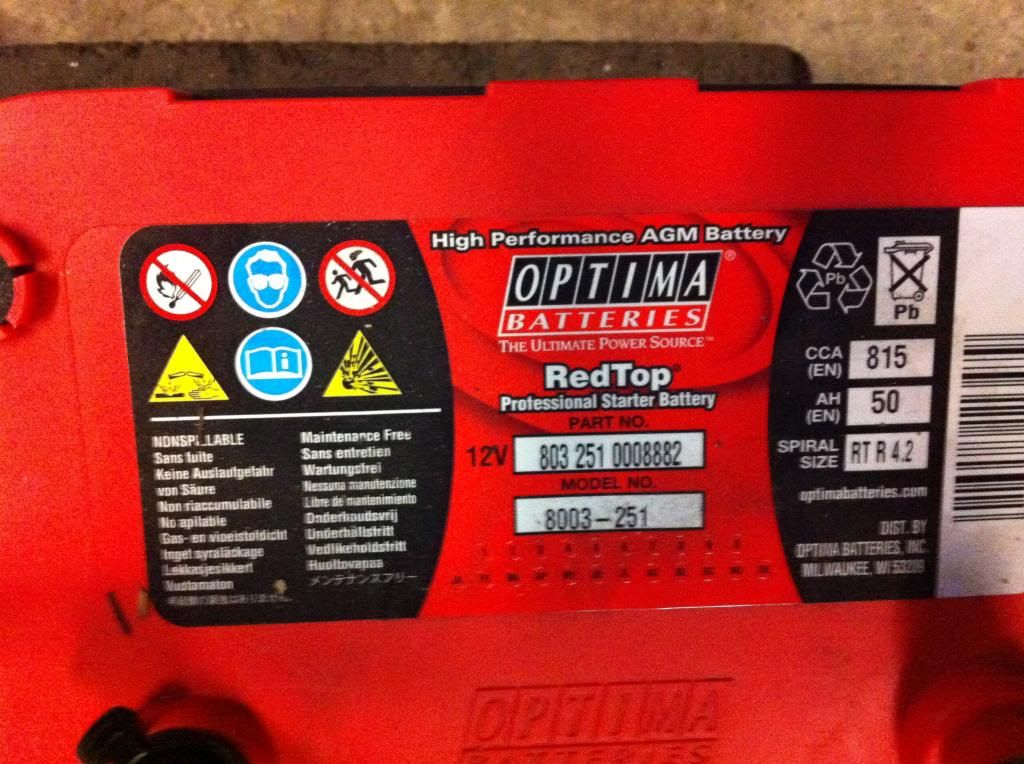 High Performance AGM Battery
OPTIMA®
BATTERIES
THE ULTIMATE POWER SOURCE™
RedTop®
Professional Starter Battery
PART NO.
12V 803 251 0008882
MODEL NO.
8003-251
NONSPILLABLE
Sans fuite
Keine Auslaufgefahr
von Säure
Non riaccumulabile
No apilable
Gas- en vloeistofdicht
Inget syraläckage
Lekkasjesikkert
Vuotamaton
Maintenance Free
Sans entretien
Wartungsfrei
Nessuna manutenzione
Libre de mantenimiento
Onderhoudsvrij
Underhållsfritt
Vedlikeholdsfritt
Huoltovapaa
メンテナンスフリー
Pb
Pb
CCA
(EN) 815
AH
(EN) 50
SPIRAL
SIZE RT R 4.2
optimabatteries.com
DIST. BY
OPTIMA BATTERIES, INC.
MILWAUKEE, WI 53209
OPTIMA
BATTERIES